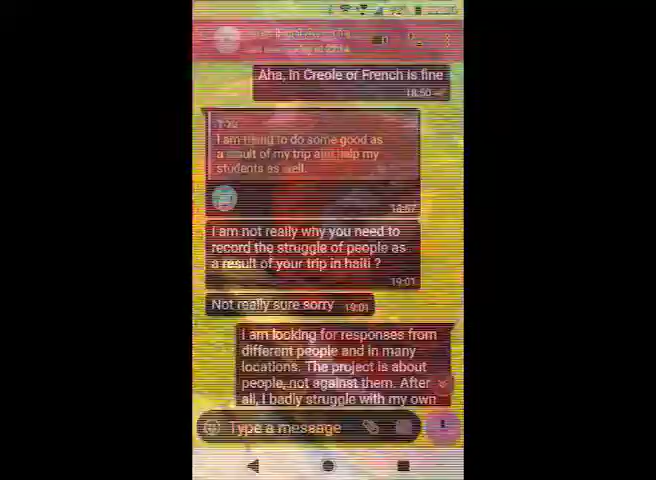 Aha, in Creole or French is fine
18:50
I am trying to do some good as
a result of my trip and help my
students as well.
18:57
I am not really why you need to
record the struggle of people as
a result of your trip in haiti ?
19:01
Not really sure sorry
19:01
I am looking for responses from
different people and in many
locations. The project is about
people, not against them. After
all, I badly struggle with my own
Type a message